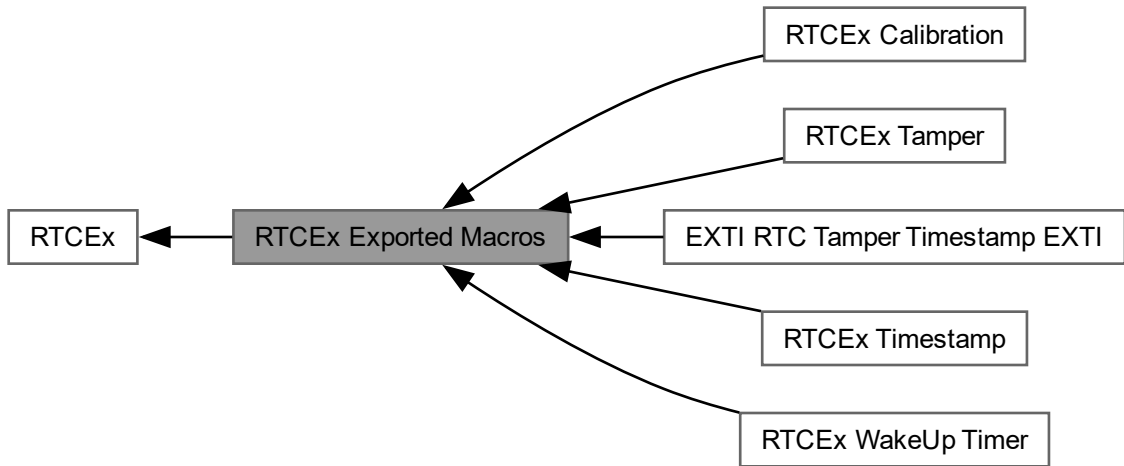 RTCEx Calibration
RTCEx Tamper
RTCEx
RTCEx Exported Macros
EXTI RTC Tamper Timestamp EXTI
RTCEx Timestamp
RTCEx WakeUp Timer